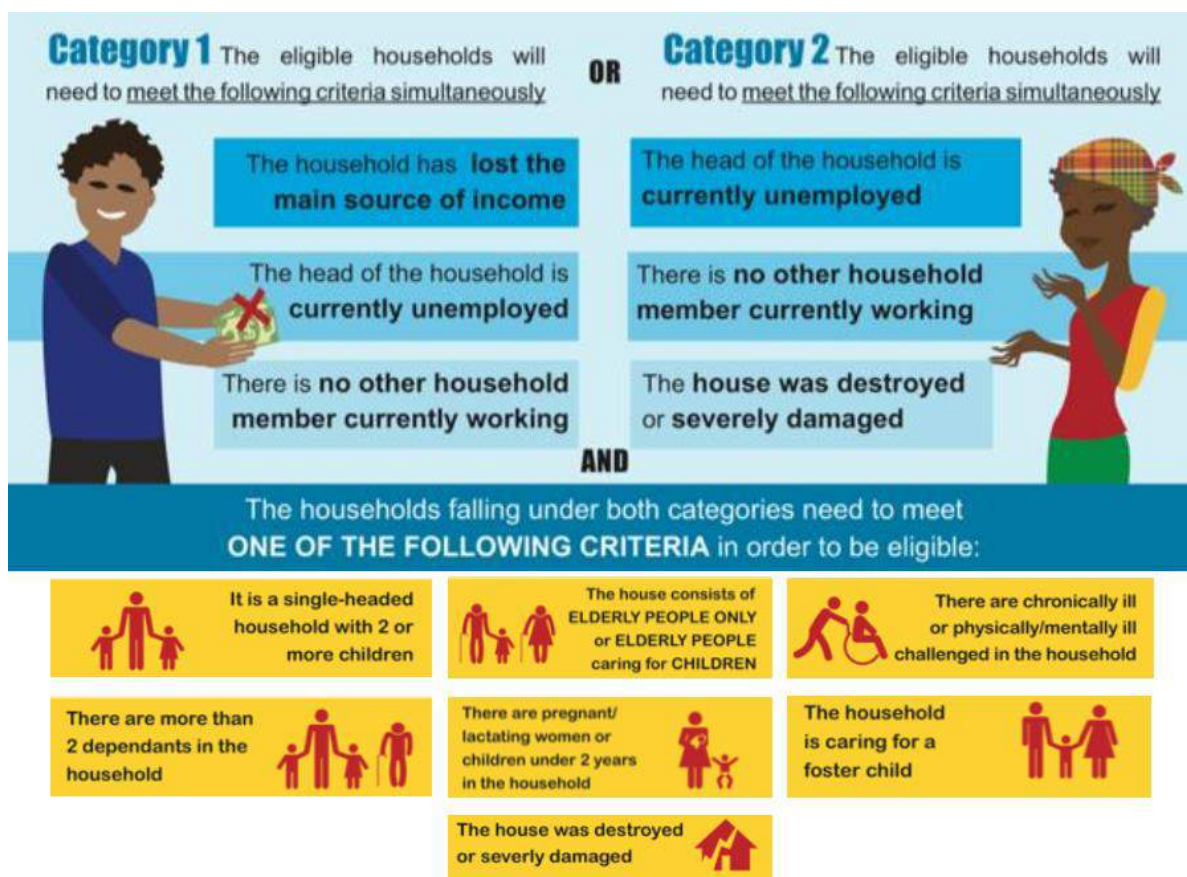 Category 1 The eligible households will
need to meet the following criteria simultaneously
The household has lost the
main source of income
The head of the household is
currently unemployed
There is no other household
member currently working
OR
Category 2 The eligible households will
need to meet the following criteria simultaneously
The head of the household is
currently unemployed
There is no other household
member currently working
The house was destroyed
or severely damaged
AND
The households falling under both categories need to meet
ONE OF THE FOLLOWING CRITERIA in order to be eligible:
It is a single-headed
household with 2 or
more children
The house consists of
ELDERLY PEOPLE ONLY
or ELDERLY PEOPLE
caring for CHILDREN
There are chronically ill
or physically/mentally ill
challenged in the household
There are more than
2 dependants in the
household
There are pregnant/
lactating women or
children under 2 years
in the household
The household
is caring for a
foster child
The house was destroyed
or severly damaged